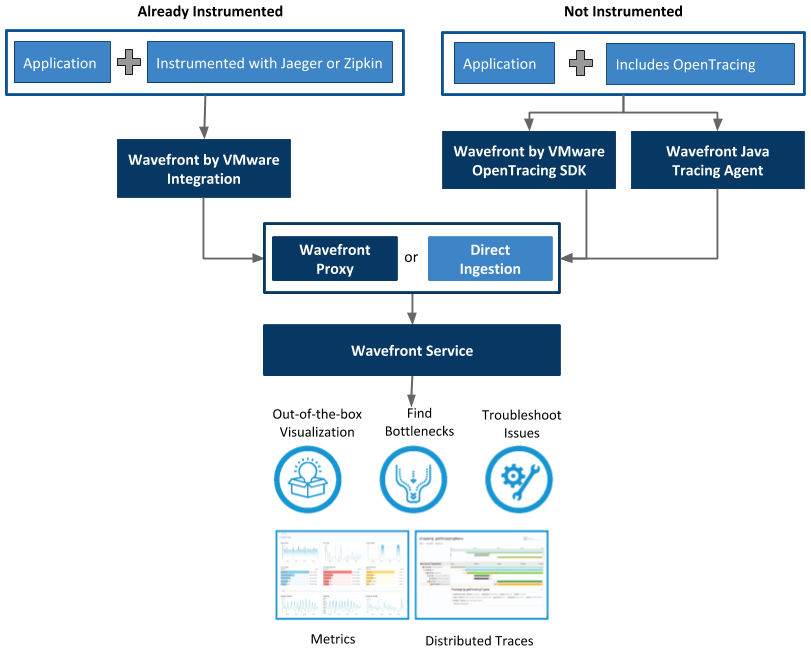 Already Instrumented
Not Instrumented
Application
Instrumented with Jaeger or Zipkin
Application
Includes OpenTracing
Wavefront by VMware
Integration
Wavefront by VMware
OpenTracing SDK
Wavefront Java
Tracing Agent
Wavefront
Proxy
or
Direct
Ingestion
Wavefront Service
Out-of-the-box
Visualization
Find
Bottlenecks
Troubleshoot
Issues
Metrics
Distributed Traces